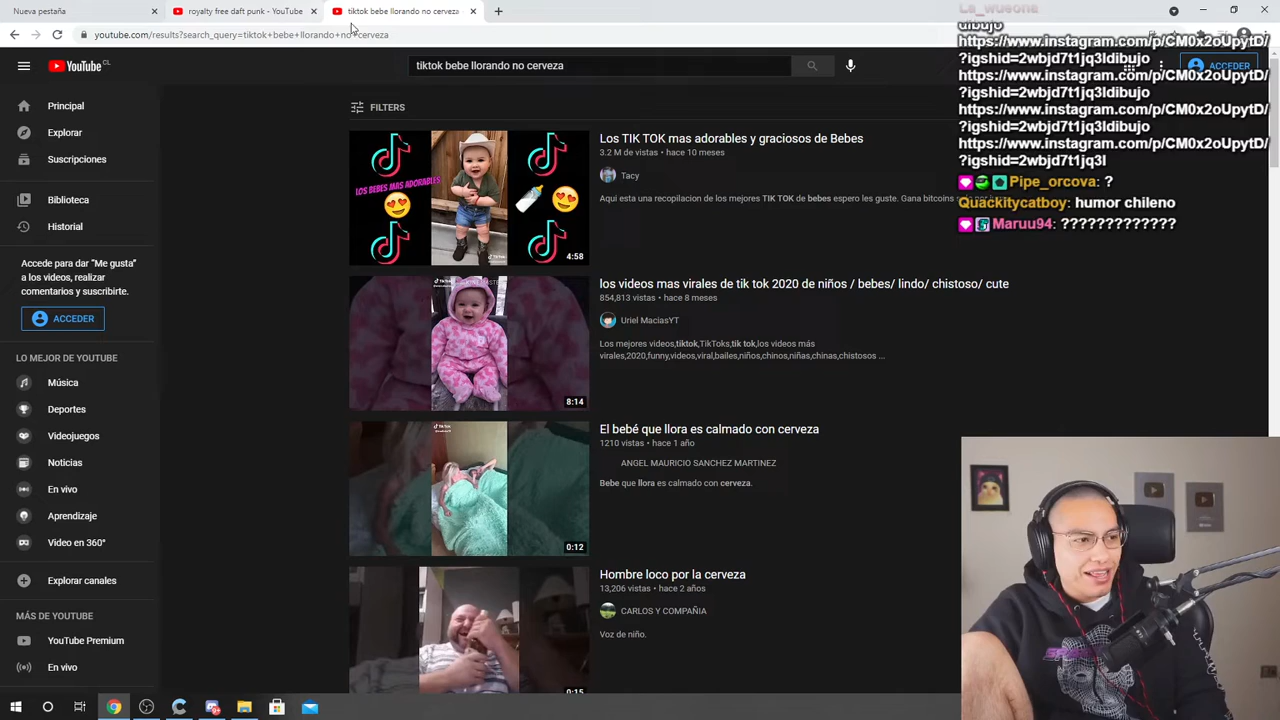 Nueva pestaña
royalty free daft punk - YouTube
tiktok bebe llorando no cerveza
youtube.com/results?search_query=tiktok+bebe+llorando+no+cerveza
YouTube CL
tiktok bebe llorando no cerveza
ACCEDER
Principal
Explorar
Suscripciones
Biblioteca
Historial
Accede para dar “Me gusta”
a los videos, realizar
comentarios y suscribirte.
ACCEDER
LO MEJOR DE YOUTUBE
Música
Deportes
Videojuegos
Noticias
En vivo
Aprendizaje
Video en 360°
Explorar canales
MÁS DE YOUTUBE
YouTube Premium
En vivo
FILTERS
LOS BEBES MAS ADORABLES
4:58
Los TIK TOK mas adorables y graciosos de Bebes
3.2 M de vistas • hace 10 meses
Tacy
Aqui esta una recopilacion de los mejores TIK TOK de bebes espero les guste. Gana bitcoins
8:14
los videos mas virales de tik tok 2020 de niños / bebes/ lindo/ chistoso/ cute
854,813 vistas • hace 8 meses
Uriel MaciasYT
Los mejores videos,tiktok,TikToks,tik tok,los videos mas
virales,2020,funny,videos,viral,bailes,niños,chinos,niñas,chinas,chistosos ...
TikTok
0:12
El bebé que llora es calmado con cerveza
1210 vistas • hace 1 año
ANGEL MAURICIO SANCHEZ MARTINEZ
Bebe que llora es calmado con cerveza.
0:15
Hombre loco por la cerveza
13,206 vistas • hace 2 años
CARLOS Y COMPAÑIA
Voz de niño.
La_wueona
dibujo
https://www.instagram.com/p/CM0x2oUpytD/
?igshid=2wbjd7t1jq3ldibujo
https://www.instagram.com/p/CM0x2oUpytD/
?igshid=2wbjd7t1jq3ldibujo
https://www.instagram.com/p/CM0x2oUpytD/
?igshid=2wbjd7t1jq3ldibujo
https://www.instagram.com/p/CM0x2oUpytD/
?igshid=2wbjd7t1jq3l
Pipe_orcova: ?
Quackitycatboy: humor chileno
Maruu94: ?????????????